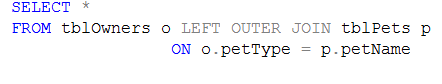 SELECT *
FROM tblOwners o LEFT OUTER JOIN tblPets p
ON o.petType = p.petName